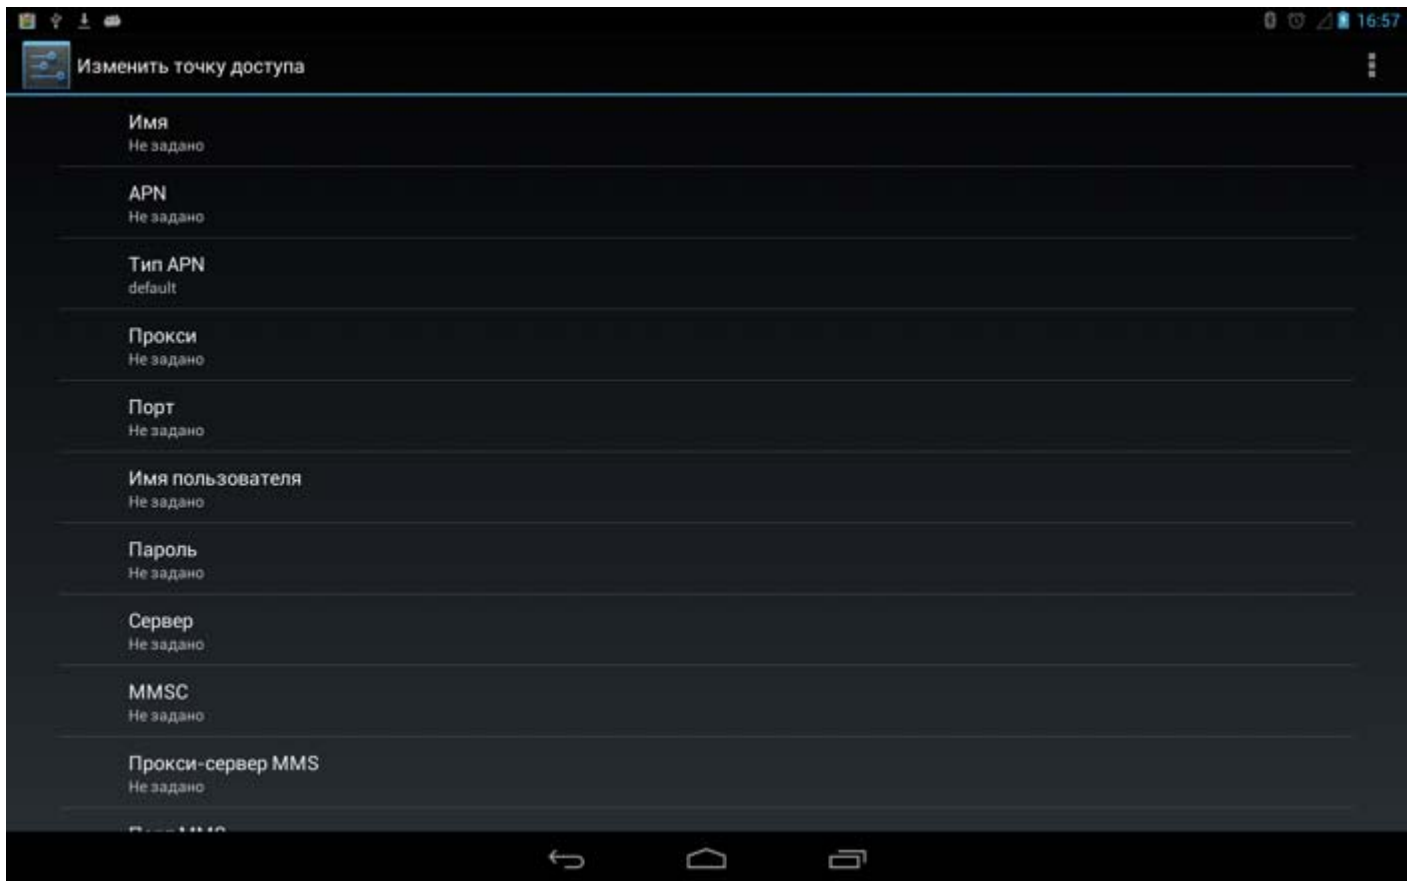 16:57
Изменить точку доступа
Имя
Не задано
APN
Не задано
Тип APN
default
Прокси
Не задано
Порт
Не задано
Имя пользователя
Не задано
Пароль
Не задано
Сервер
Не задано
MMSC
Не задано
Прокси-сервер MMS
Не задано